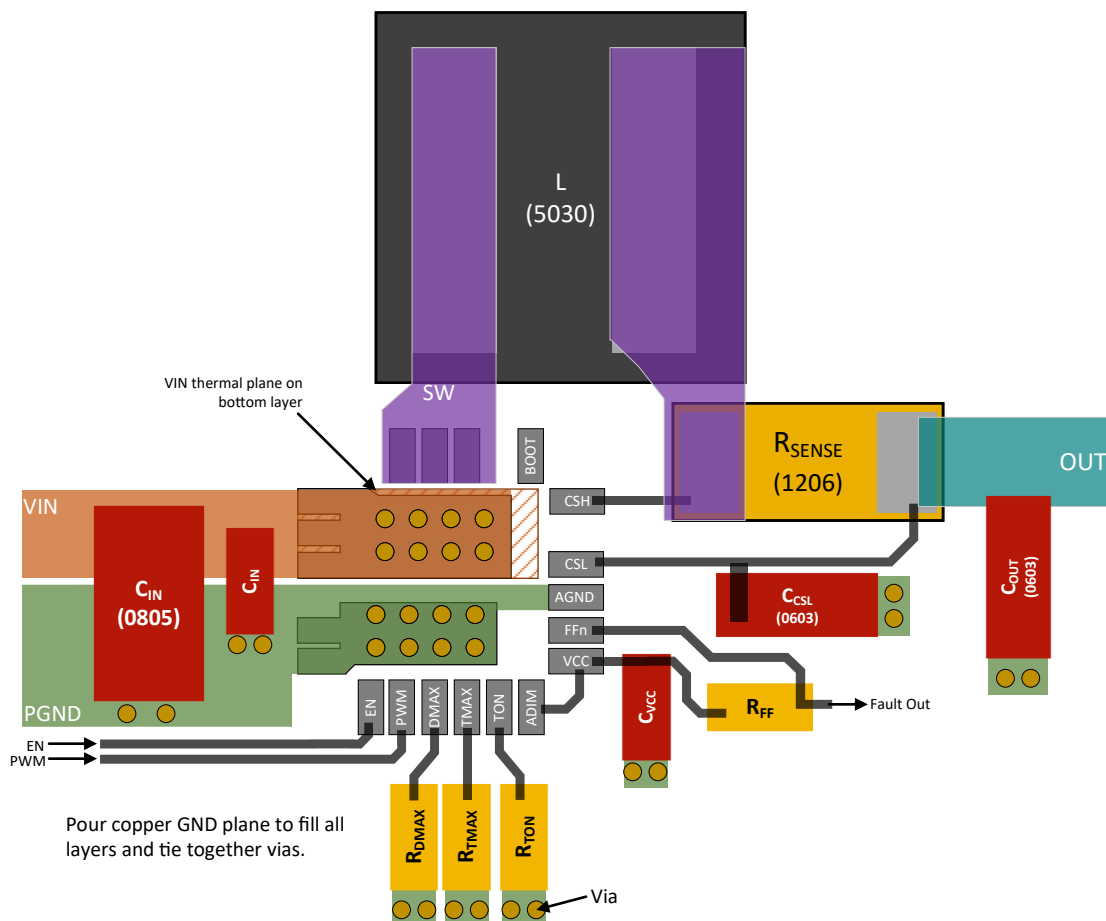 L
(5030)
VIN thermal plane on
bottom layer
SW
BOOT
RSENSE
(1206)
OUT
VIN
CSH
CIN
(0805)
CIN
CSL
AGND
FFn
VCC
CCSL
(0603)
COUT
(0603)
PGND
EN
PWM
DMAX
TMAX
TON
ADIM
CVCC
RFF
Fault Out
EN
PWM
Pour copper GND plane to fill all
layers and tie together vias.
RDMAX
RTMAX
RTON
Via